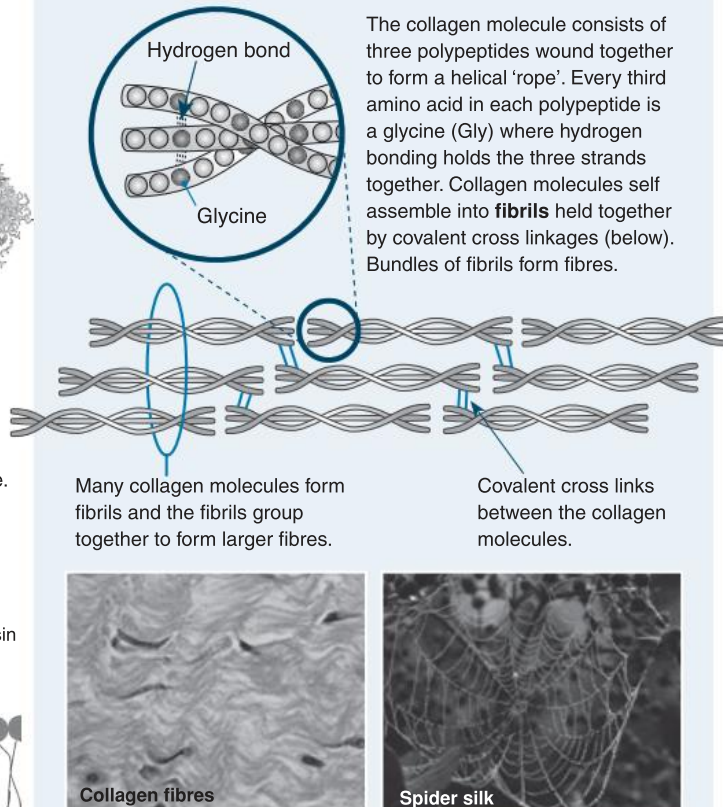 Hydrogen bond
Glycine
The collagen molecule consists of
three polypeptides wound together
to form a helical ‘rope’. Every third
amino acid in each polypeptide is
a glycine (Gly) where hydrogen
bonding holds the three strands
together. Collagen molecules self
assemble into fibrils held together
by covalent cross linkages (below).
Bundles of fibrils form fibres.
Many collagen molecules form
fibrils and the fibrils group
together to form larger fibres.
Covalent cross links
between the collagen
molecules.
Collagen fibres
Spider silk